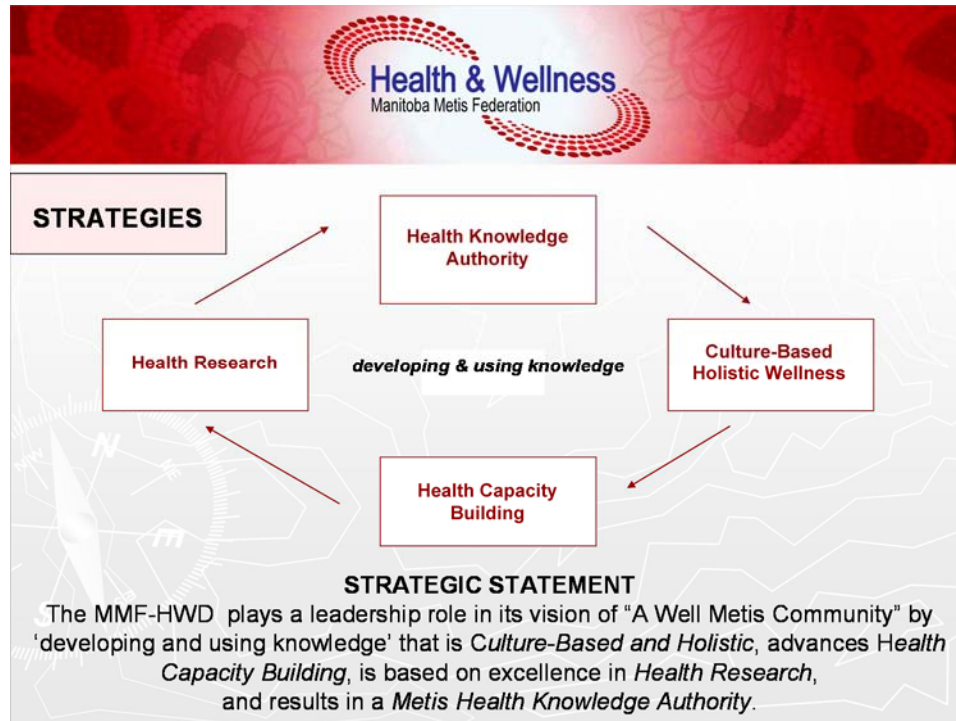 Health & Wellness
Manitoba Metis Federation
STRATEGIES
Health Knowledge
Authority
Health Research
developing & using knowledge
Culture-Based
Holistic Wellness
Health Capacity
Building
N
NW
NE
E
S
STRATEGIC STATEMENT
The MMF-HWD plays a leadership role in its vision of “A Well Metis Community” by
‘developing and using knowledge’ that is Culture-Based and Holistic, advances Health
Capacity Building, is based on excellence in Health Research,
and results in a Metis Health Knowledge Authority.